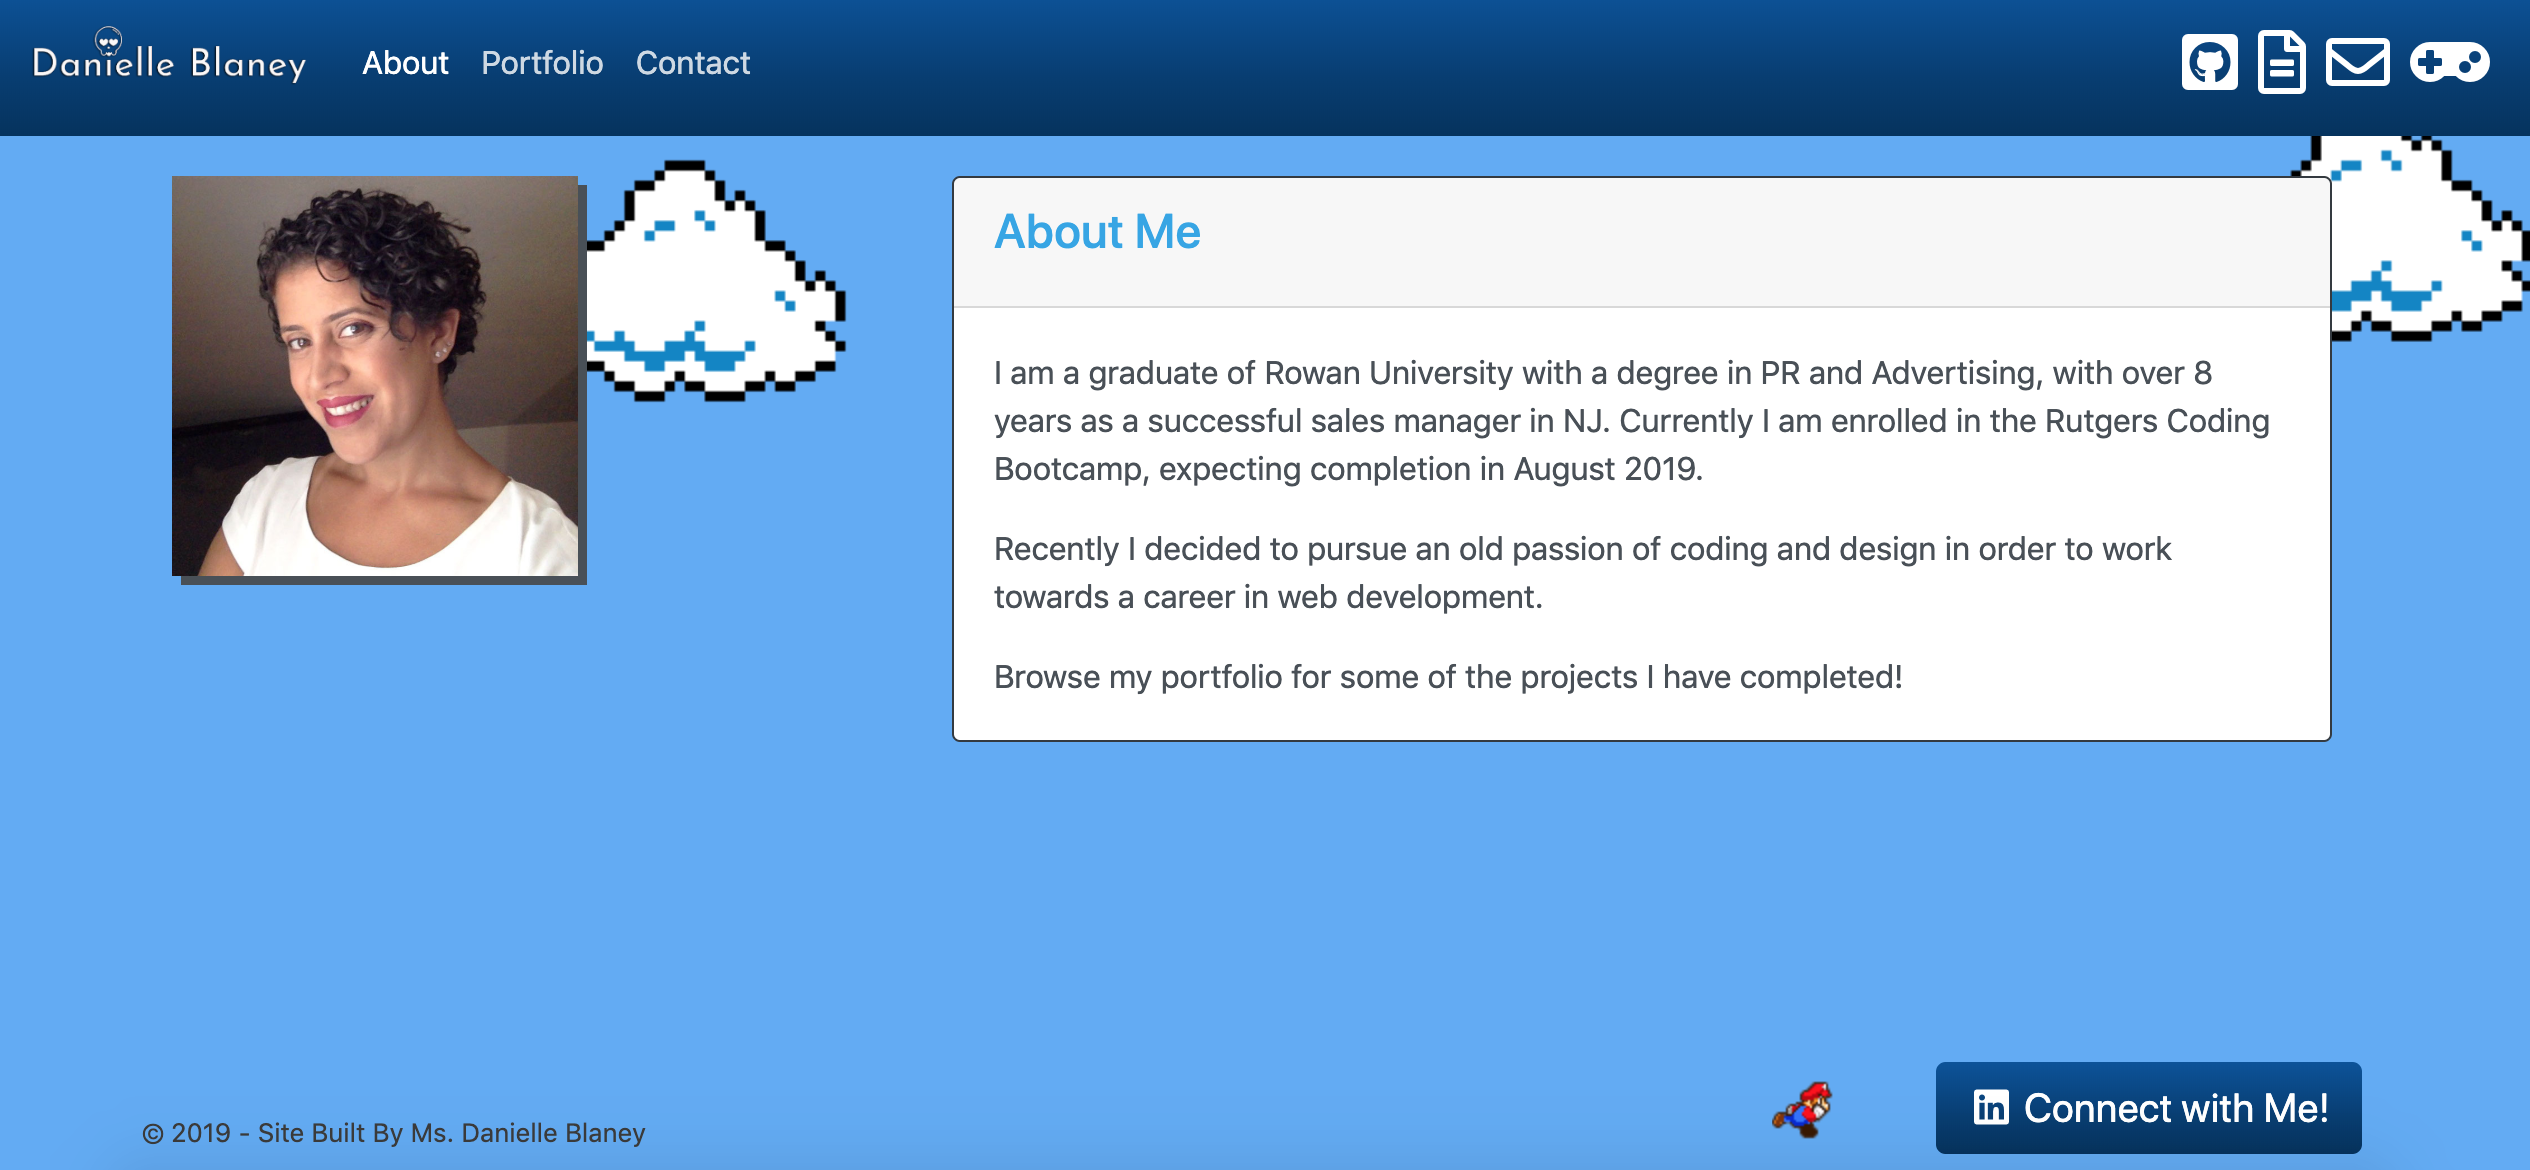 Danielle Blaney
About Portfolio Contact
About Me
I am a graduate of Rowan University with a degree in PR and Advertising, with over 8
years as a successful sales manager in NJ. Currently I am enrolled in the Rutgers Coding
Bootcamp, expecting completion in August 2019.
Recently I decided to pursue an old passion of coding and design in order to work
towards a career in web development.
Browse my portfolio for some of the projects I have completed!
in Connect with Me!
© 2019 - Site Built By Ms. Danielle Blaney